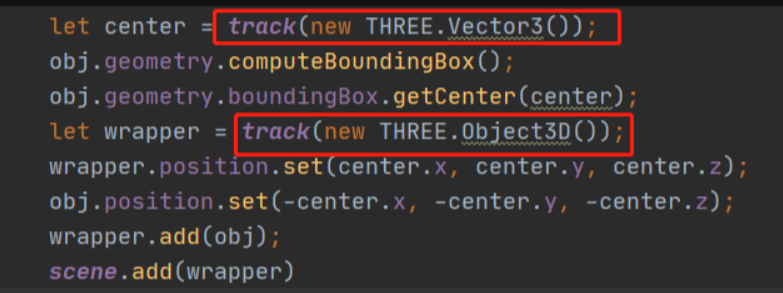 let center = track(new THREE.Vector3());
obj.geometry.computeBoundingBox();
obj.geometry.boundingBox.getCenter(center);
let wrapper = track(new THREE.Object3D());
wrapper.position.set(center.x, center.y, center.z);
obj.position.set(-center.x, -center.y, -center.z);
wrapper.add(obj);
scene.add(wrapper)